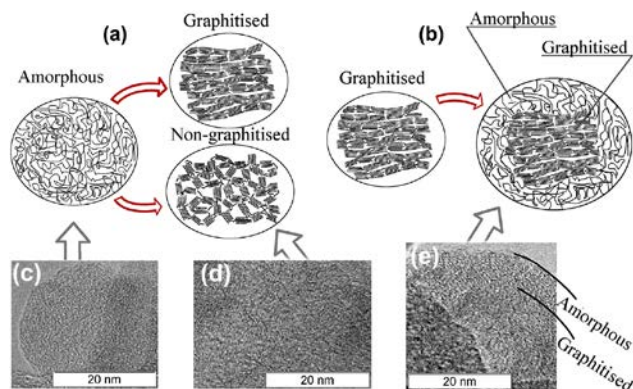 (a)
Graphitised
Amorphous
Non-graphitised
(b)
Amorphous
Graphitised
Graphitised
(c)
20 nm
(d)
20 nm
(e)
20 nm
Amorphous
Graphitised